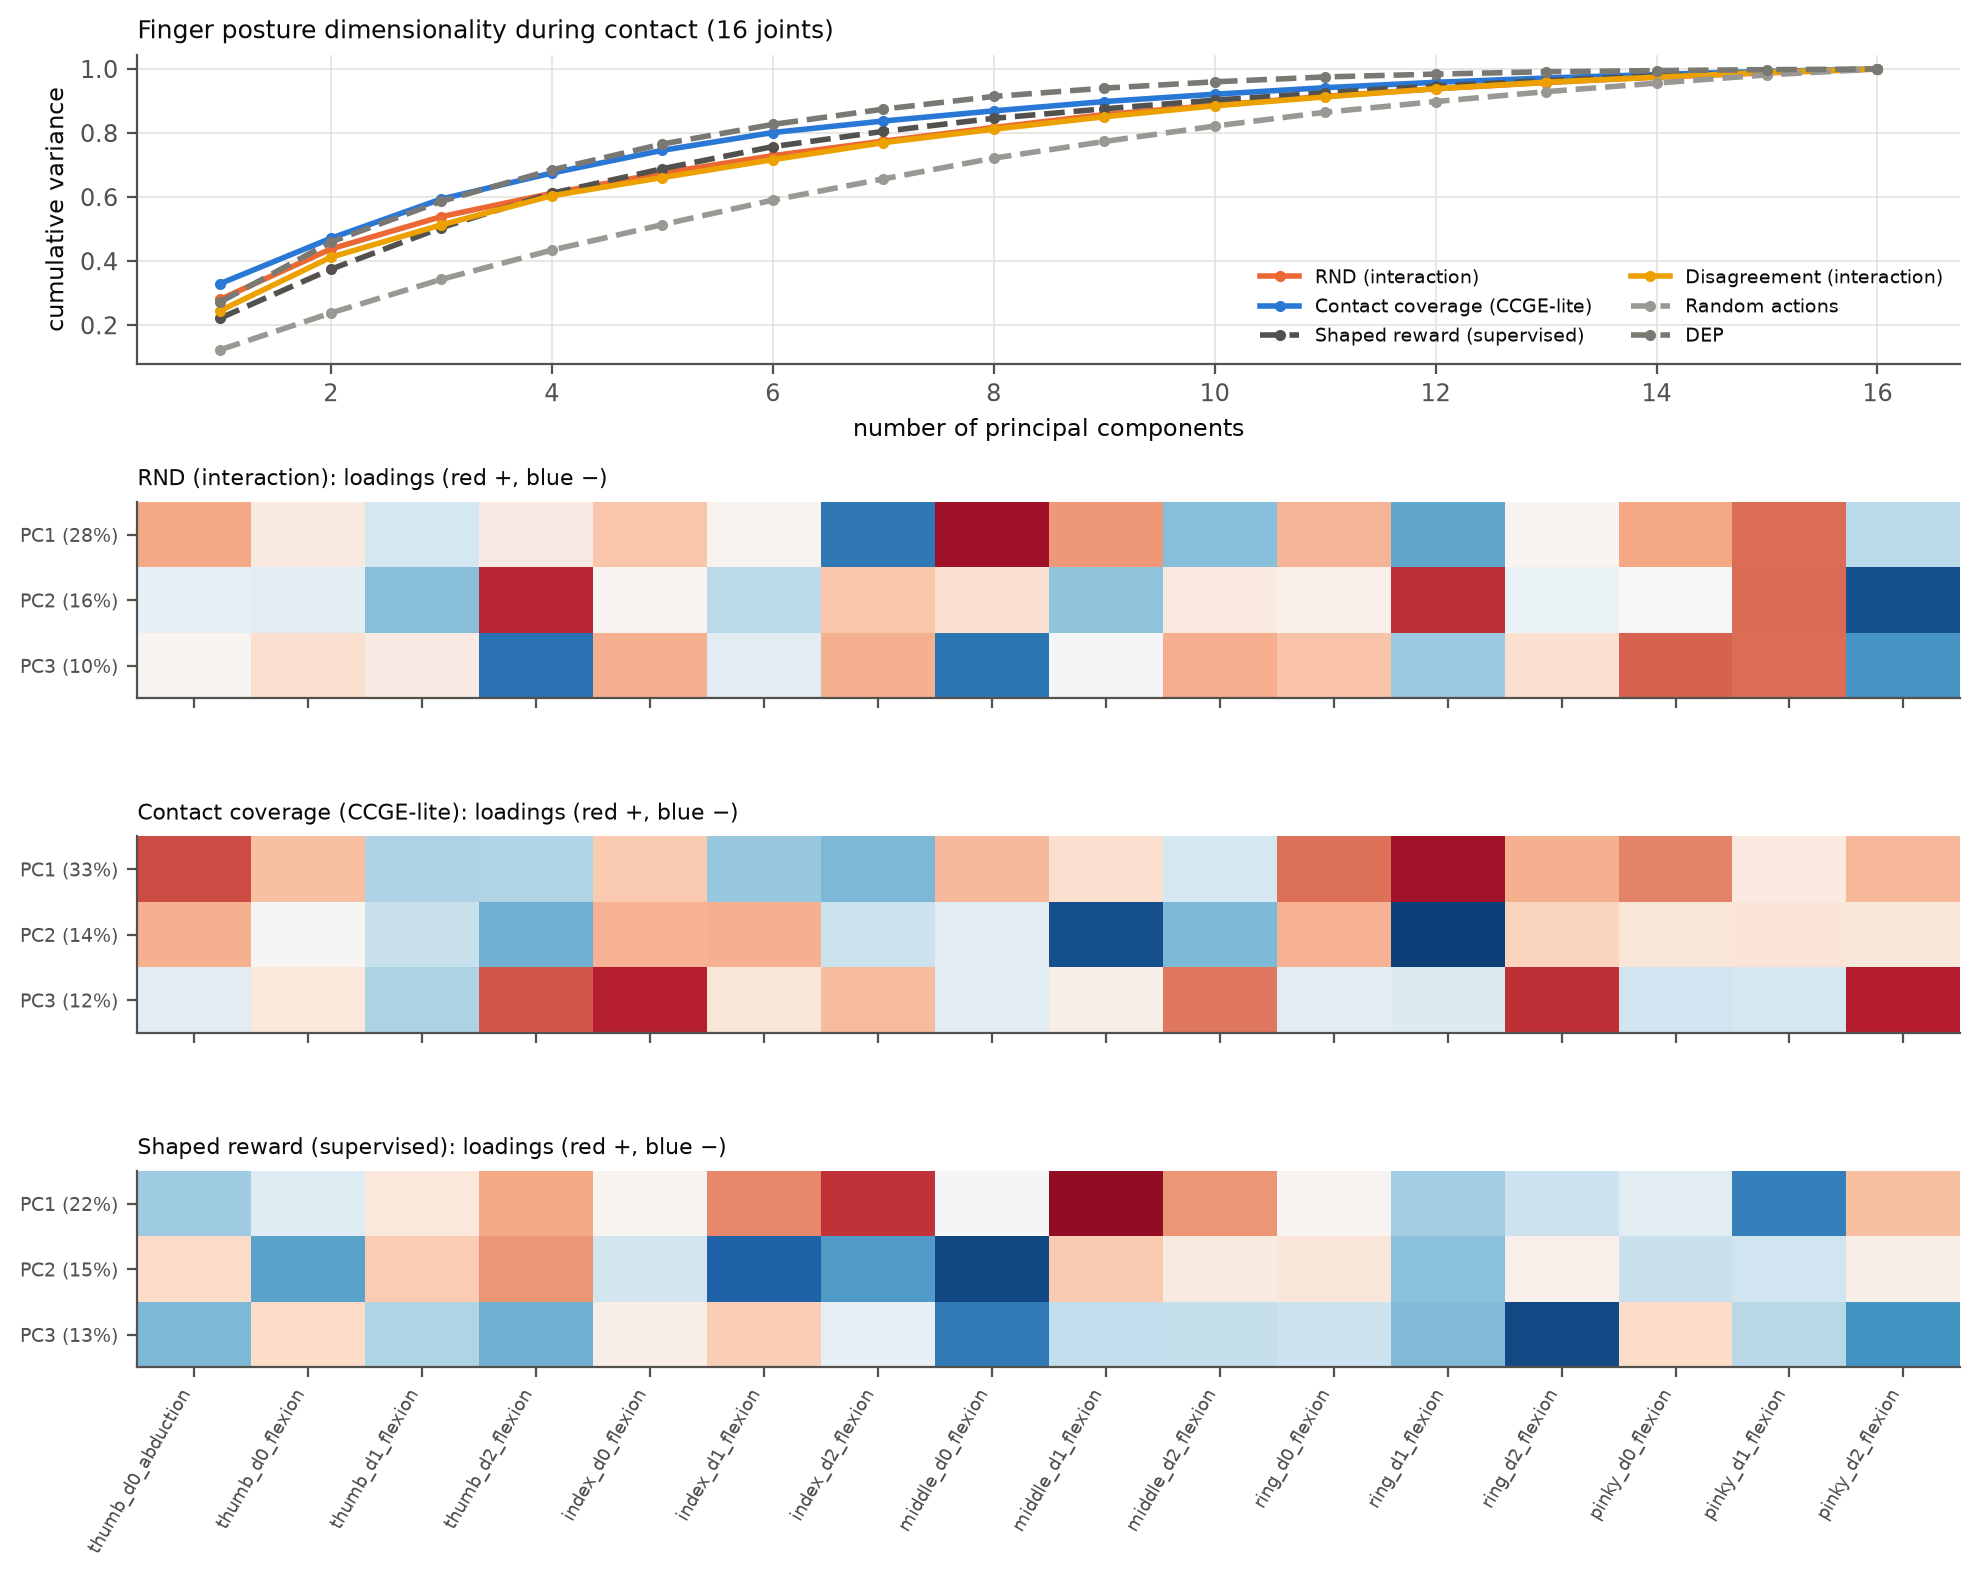 Finger posture dimensionality during contact (16 joints)
cumulative variance
1.0
0.8
0.6
0.4
0.2
RND (interaction)
Contact coverage (CCGE-lite)
Shaped reward (supervised)
Disagreement (interaction)
Random actions
DEP
2 4 6 8 10 12 14 16
number of principal components
RND (interaction): loadings (red +, blue −)
PC1 (28%)
PC2 (16%)
PC3 (10%)
Contact coverage (CCGE-lite): loadings (red +, blue −)
PC1 (33%)
PC2 (14%)
PC3 (12%)
Shaped reward (supervised): loadings (red +, blue −)
PC1 (22%)
PC2 (15%)
PC3 (13%)
thumb_d0_abduction
thumb_d0_flexion
thumb_d1_flexion
thumb_d2_flexion
index_d0_flexion
index_d1_flexion
index_d2_flexion
middle_d0_flexion
middle_d1_flexion
middle_d2_flexion
ring_d0_flexion
ring_d1_flexion
ring_d2_flexion
pinky_d0_flexion
pinky_d1_flexion
pinky_d2_flexion